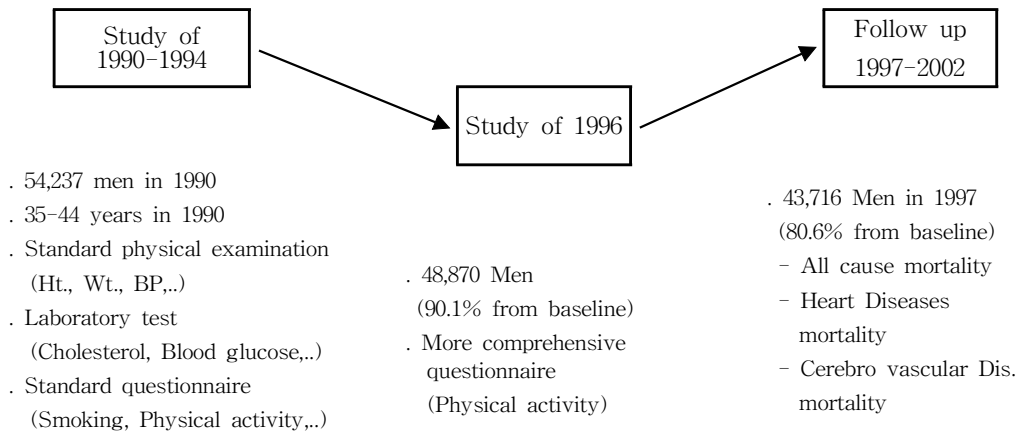 Study of
1990-1994
Study of 1996
Follow up
1997-2002
. 54,237 men in 1990
. 35-44 years in 1990
. Standard physical examination
(Ht., Wt., BP,..)
. Laboratory test
(Cholesterol, Blood glucose,..)
. Standard questionnaire
(Smoking, Physical activity,..)
. 48,870 Men
(90.1% from baseline)
. More comprehensive
questionnaire
(Physical activity)
. 43,716 Men in 1997
(80.6% from baseline)
- All cause mortality
- Heart Diseases
mortality
- Cerebro vascular Dis.
mortality